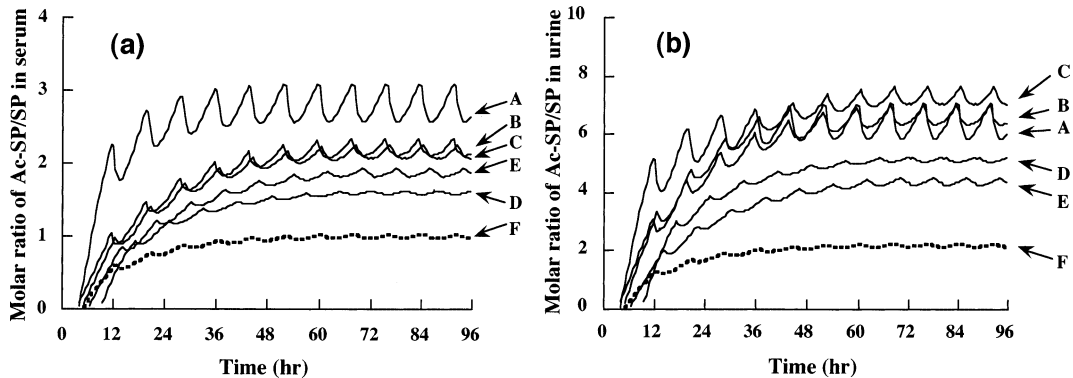 (a)
Molar ratio of Ac-SP/SP in serum
4
3
2
1
0
0 12 24 36 48 60 72 84 96
Time (hr)
A
B
C
E
D
F
(b)
Molar ratio of Ac-SP/SP in urine
10
8
6
4
2
0
0 12 24 36 48 60 72 84 96
Time (hr)
C
B
A
D
E
F